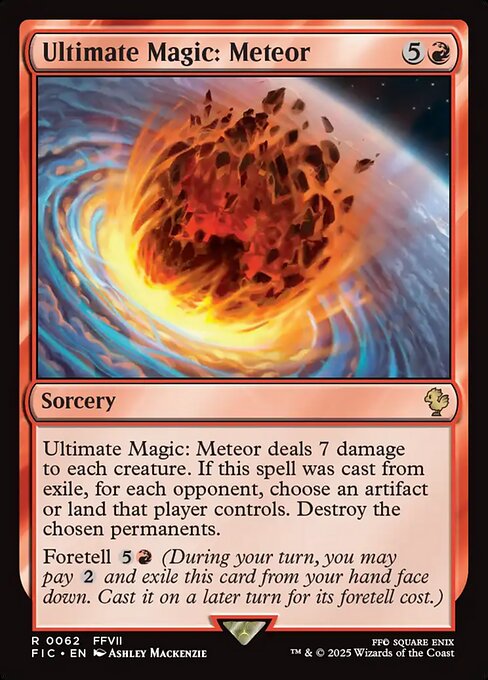 Ultimate Magic: Meteor 5
Sorcery
Ultimate Magic: Meteor deals 7 damage
to each creature. If this spell was cast from
exile, for each opponent, choose an artifact
or land that player controls. Destroy the
chosen permanents.
Foretell 5 (During your turn, you may
pay 2 and exile this card from your hand face
down. Cast it on a later turn for its foretell cost.)
R 0062 FFVII
FIC • EN Ashley Mackenzie
FF© SQUARE ENIX
™ & © 2025 Wizards of the Coast